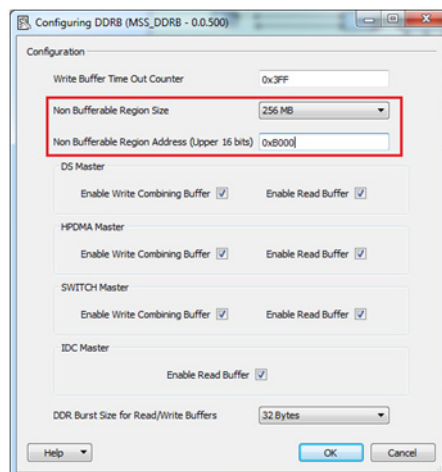 Configuring DDRB (MSS_DDRB - 0.0.500)
Configuration
Write Buffer Time Out Counter 0x3FF
Non Bufferable Region Size 256 MB
Non Bufferable Region Address (Upper 16 bits) 0xB000
DS Master
Enable Write Combining Buffer Enable Read Buffer
HPDMA Master
Enable Write Combining Buffer Enable Read Buffer
SWITCH Master
Enable Write Combining Buffer Enable Read Buffer
IDC Master
Enable Read Buffer
DDR Burst Size for Read/Write Buffers 32 Bytes
Help OK Cancel